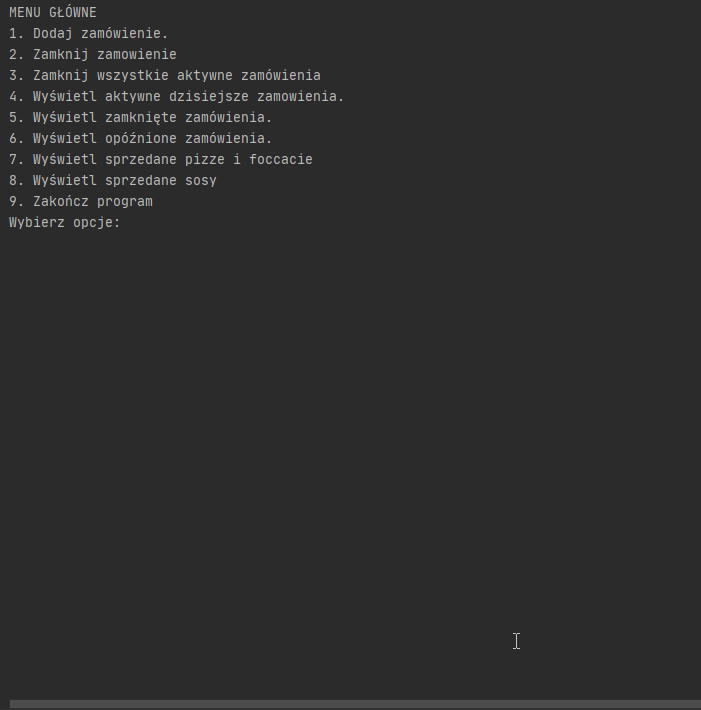 MENU GŁÓWNE
1. Dodaj zamówienie.
2. Zamknij zamowienie
3. Zamknij wszystkie aktywne zamówienia
4. Wyświetl aktywne dzisiejsze zamowienia.
5. Wyświetl zamknięte zamówienia.
6. Wyświetl opóźnione zamówienia.
7. Wyświetl sprzedane pizze i foccacie
8. Wyświetl sprzedane sosy
9. Zakończ program
Wybierz opcje: